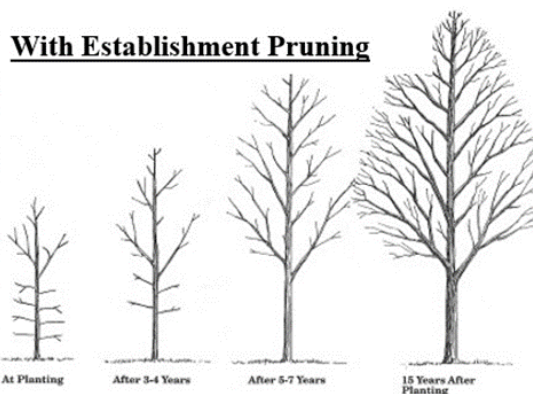 With Establishment Pruning
At Planting
After 3-4 Years
After 5-7 Years
15 Years After
Planting